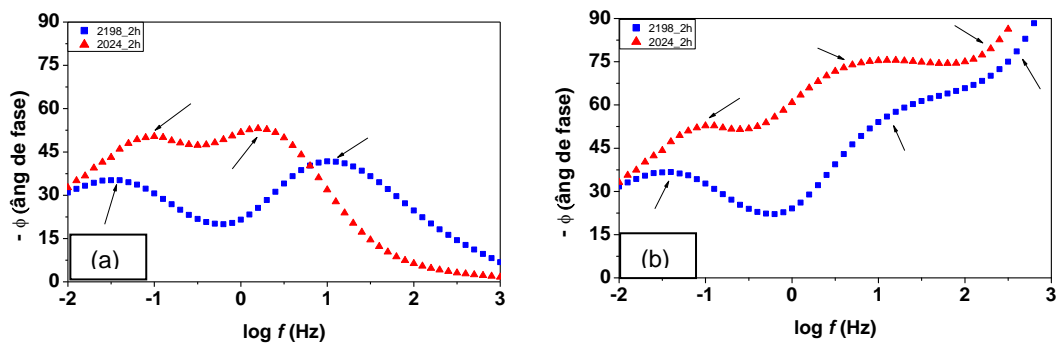 2198_2h
2024_2h
- ϕ (âng de fase)
90
75
60
45
30
15
0
(a)
-2 -1 0 1 2 3
log f (Hz)
2198_2h
2024_2h
- ϕ (âng de fase)
90
75
60
45
30
15
0
(b)
-2 -1 0 1 2 3
log f (Hz)